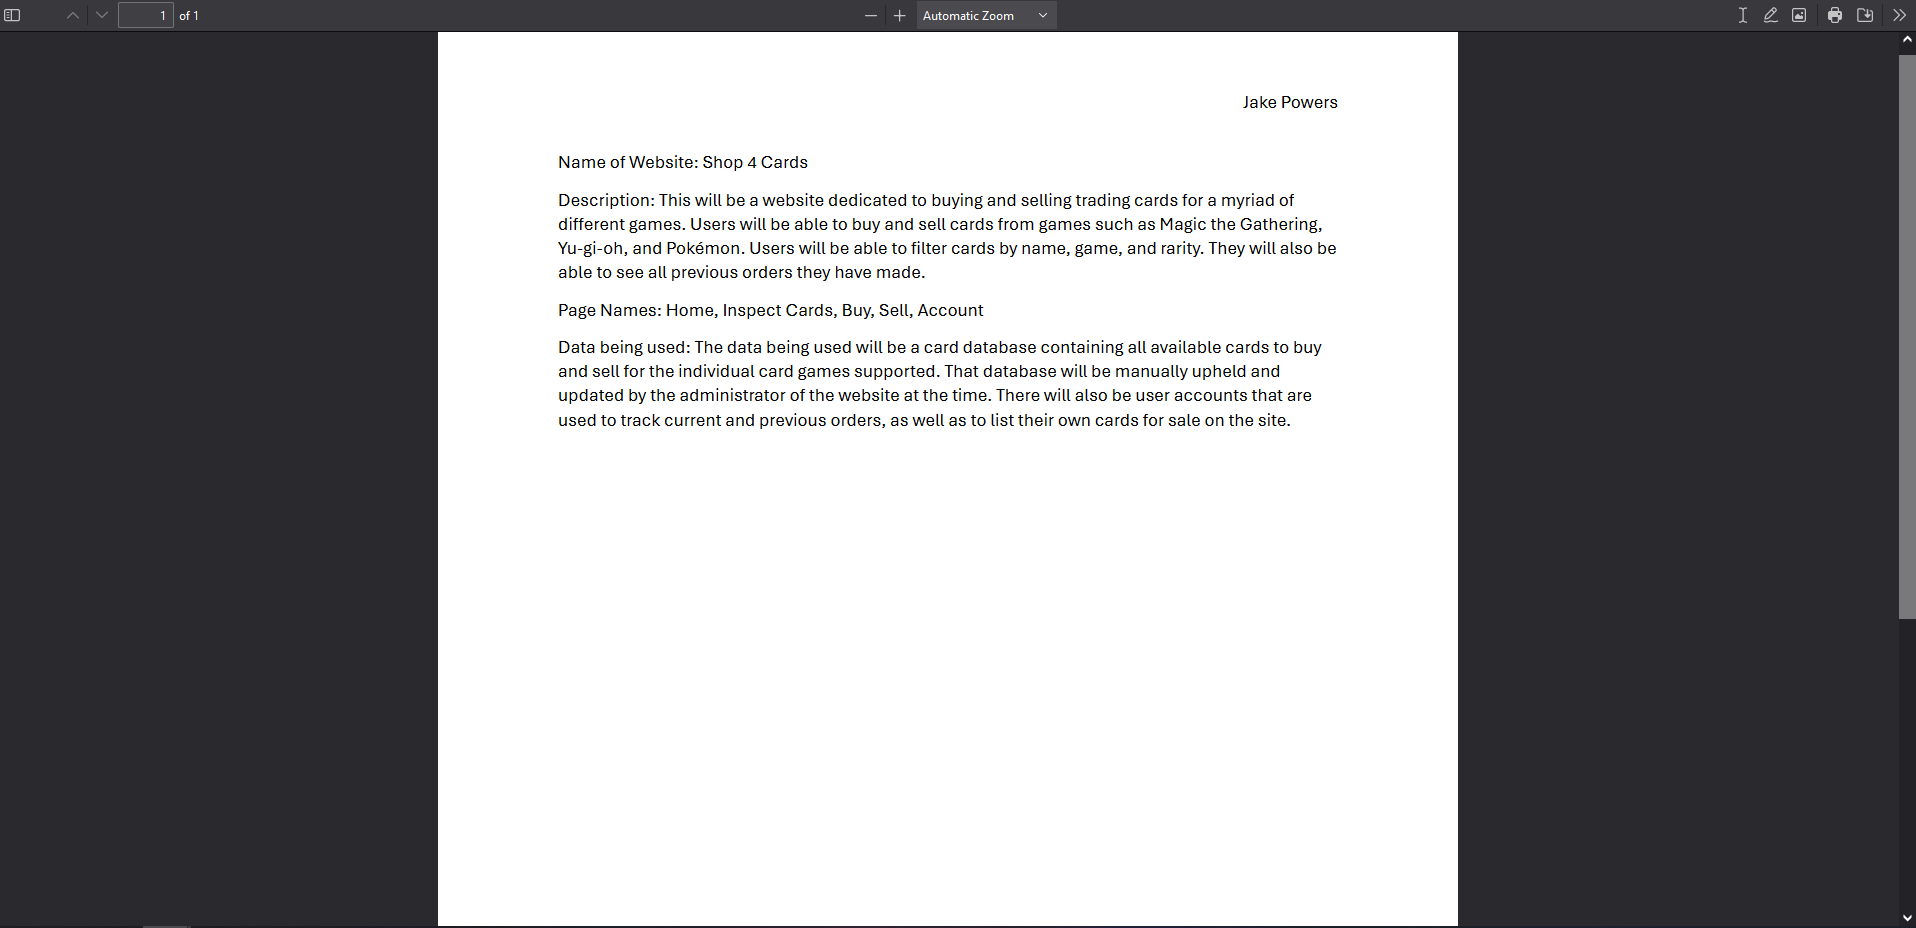 1 of 1
Automatic Zoom
Jake Powers
Name of Website: Shop 4 Cards
Description: This will be a website dedicated to buying and selling trading cards for a myriad of
different games. Users will be able to buy and sell cards from games such as Magic the Gathering,
Yu-gi-oh, and Pokémon. Users will be able to filter cards by name, game, and rarity. They will also be
able to see all previous orders they have made.
Page Names: Home, Inspect Cards, Buy, Sell, Account
Data being used: The data being used will be a card database containing all available cards to buy
and sell for the individual card games supported. That database will be manually upheld and
updated by the administrator of the website at the time. There will also be user accounts that are
used to track current and previous orders, as well as to list their own cards for sale on the site.